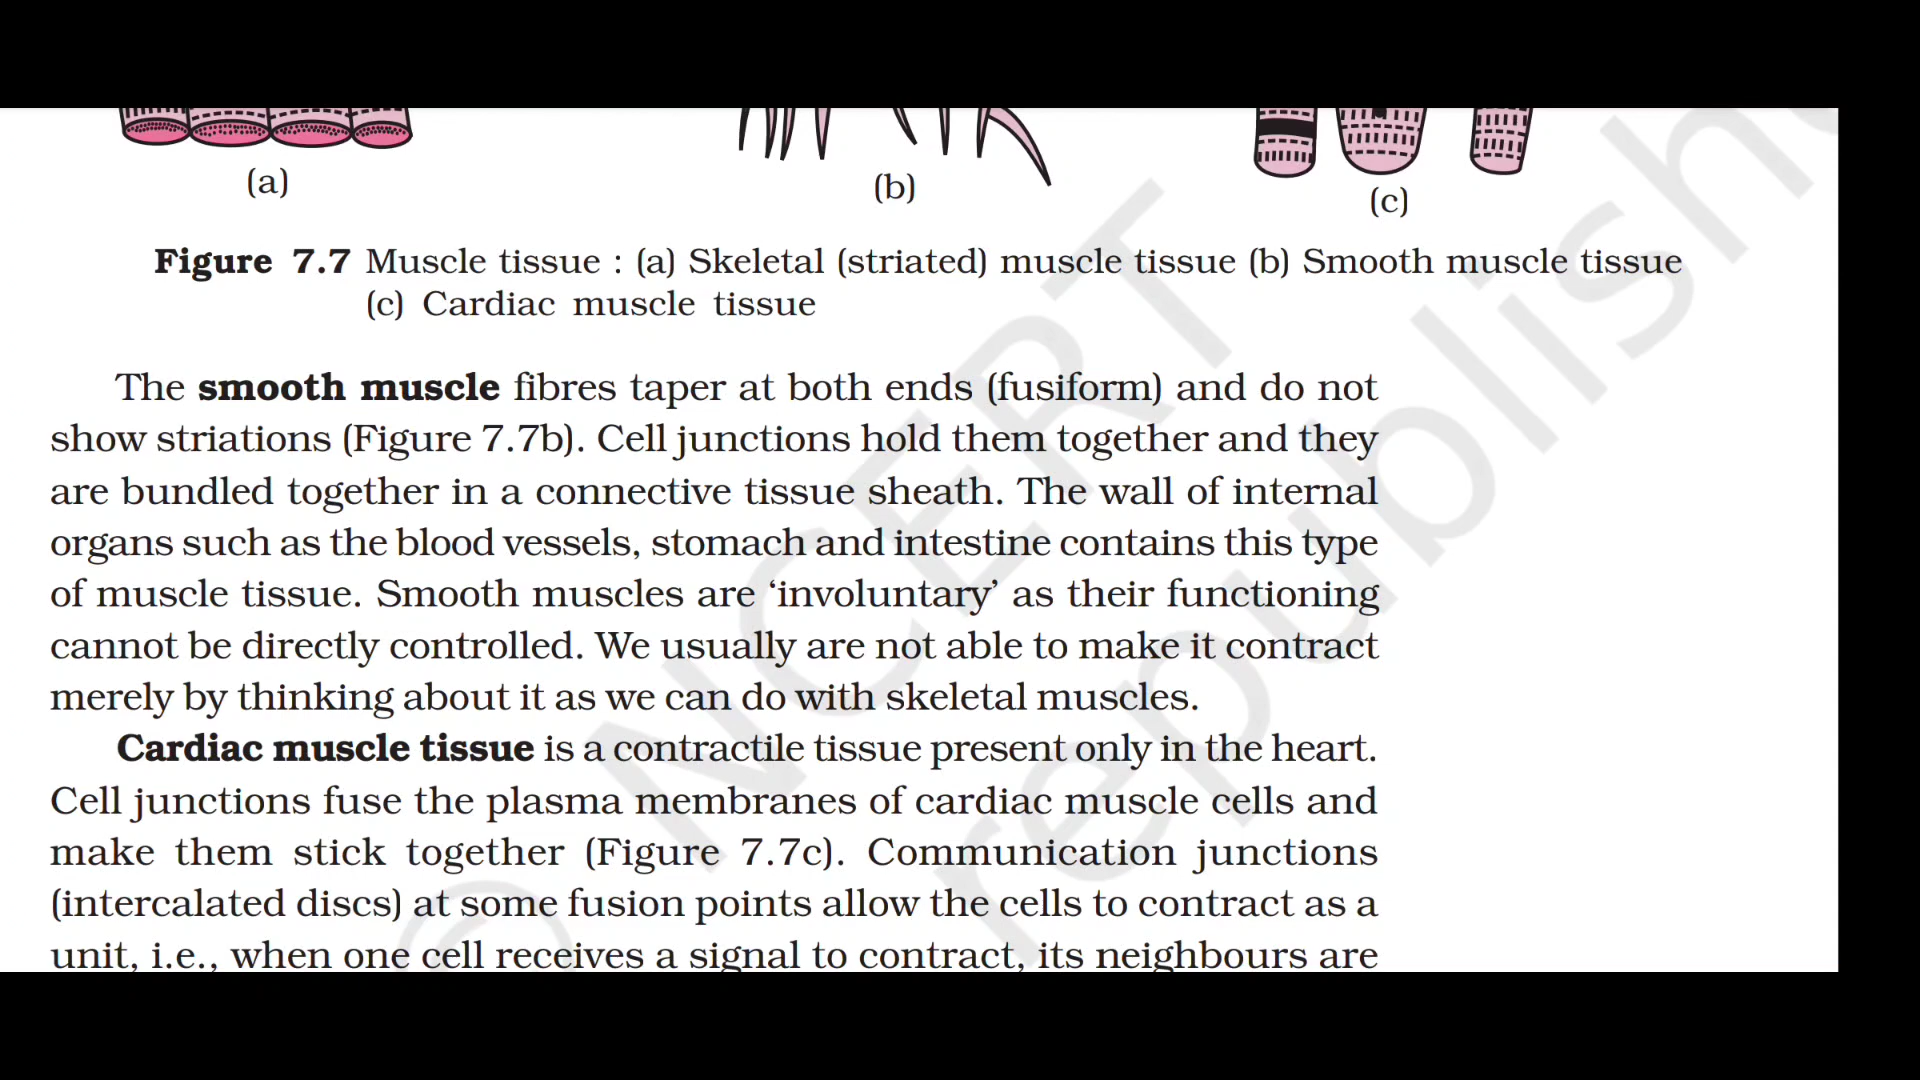 (a)
(b)
(c)
Figure 7.7 Muscle tissue : (a) Skeletal (striated) muscle tissue (b) Smooth muscle tissue
(c) Cardiac muscle tissue
The smooth muscle fibres taper at both ends (fusiform) and do not
show striations (Figure 7.7b). Cell junctions hold them together and they
are bundled together in a connective tissue sheath. The wall of internal
organs such as the blood vessels, stomach and intestine contains this type
of muscle tissue. Smooth muscles are ‘involuntary’ as their functioning
cannot be directly controlled. We usually are not able to make it contract
merely by thinking about it as we can do with skeletal muscles.
Cardiac muscle tissue is a contractile tissue present only in the heart.
Cell junctions fuse the plasma membranes of cardiac muscle cells and
make them stick together (Figure 7.7c). Communication junctions
(intercalated discs) at some fusion points allow the cells to contract as a
unit, i.e., when one cell receives a signal to contract, its neighbours are
© NCERT
republishe